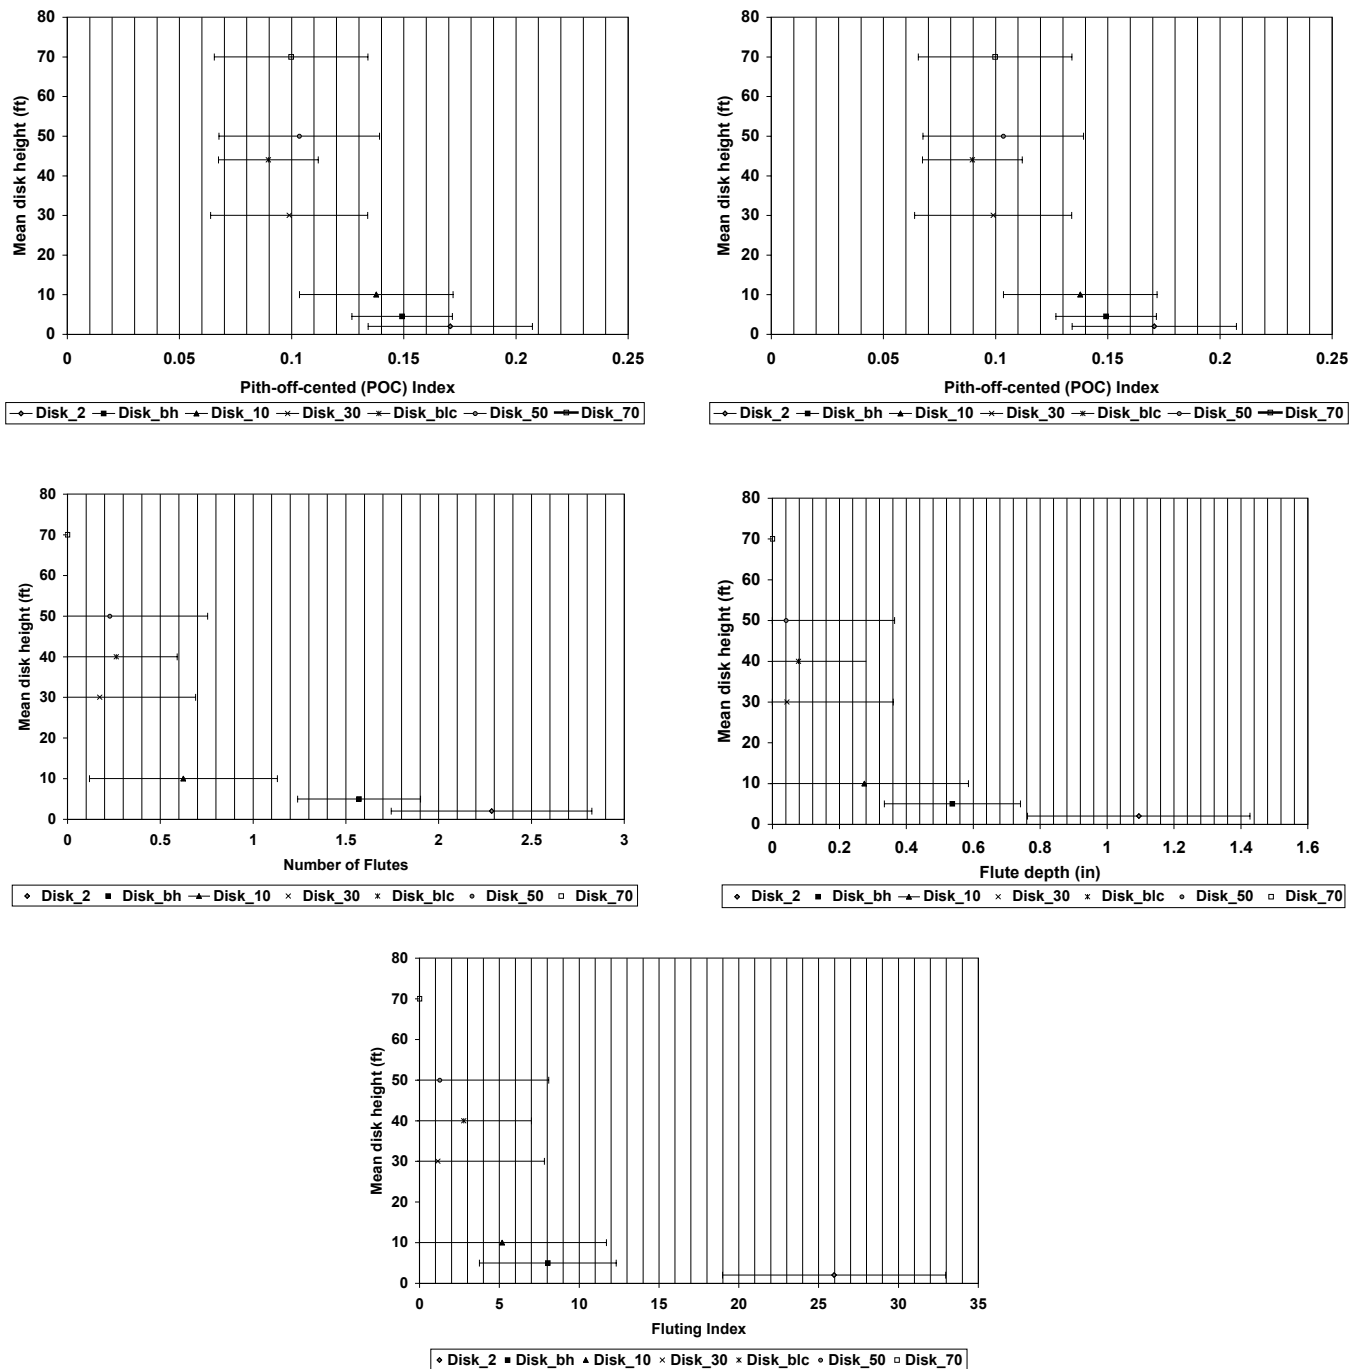 80
70
60
50
40
30
20
10
0
Mean disk height (ft)
0 0.05 0.1 0.15 0.2 0.25
Pith-off-cented (POC) Index
Disk_2 Disk_bh Disk_10 Disk_30 Disk_blc Disk_50 Disk_70
80
70
60
50
40
30
20
10
0
Mean disk height (ft)
0 0.05 0.1 0.15 0.2 0.25
Pith-off-cented (POC) Index
Disk_2 Disk_bh Disk_10 Disk_30 Disk_blc Disk_50 Disk_70
80
70
60
50
40
30
20
10
0
Mean disk height (ft)
0 0.5 1 1.5 2 2.5 3
Number of Flutes
Disk_2 Disk_bh Disk_10 Disk_30 Disk_blc Disk_50 Disk_70
80
70
60
50
40
30
20
10
0
Mean disk height (ft)
0 0.2 0.4 0.6 0.8 1 1.2 1.4 1.6
Flute depth (in)
Disk_2 Disk_bh Disk_10 Disk_30 Disk_blc Disk_50 Disk_70
80
70
60
50
40
30
20
10
0
Mean disk height (ft)
0 5 10 15 20 25 30 35
Fluting Index
Disk_2 Disk_bh Disk_10 Disk_30 Disk_blc Disk_50 Disk_70